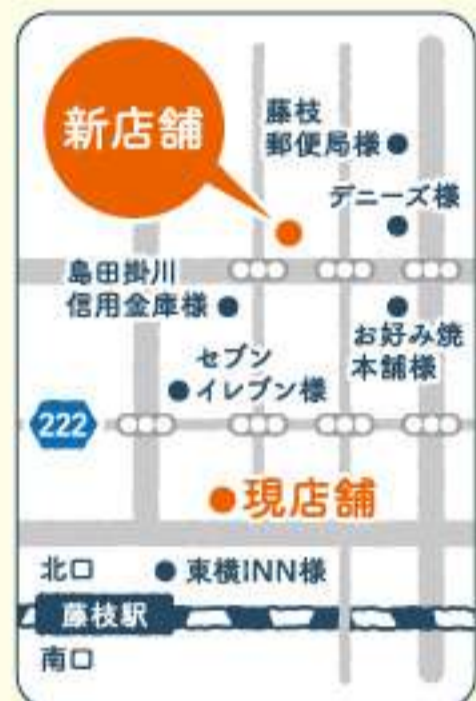 新店舗
藤枝
郵便局様
デニーズ様
島田掛川
信用金庫様
お好み焼
本舗様
セブン
イレブン様
222
現店舗
北口
東横INN様
藤枝駅
南口